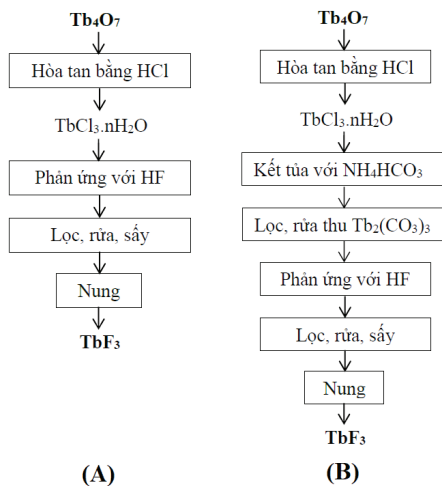 Tb₄O₇
Hòa tan bằng HCl
TbCl₃.nH₂O
Phản ứng với HF
Lọc, rửa, sấy
Nung
TbF₃
(A)
Tb₄O₇
Hòa tan bằng HCl
TbCl₃.nH₂O
Kết tủa với NH₄HCO₃
Lọc, rửa thu Tb₂(CO₃)₃
Phản ứng với HF
Lọc, rửa, sấy
Nung
TbF₃
(B)